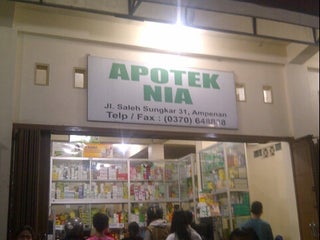 APOTEK
NIA
Jl. Saleh Sungkar 31, Ampenan
Telp / Fax : (0370)